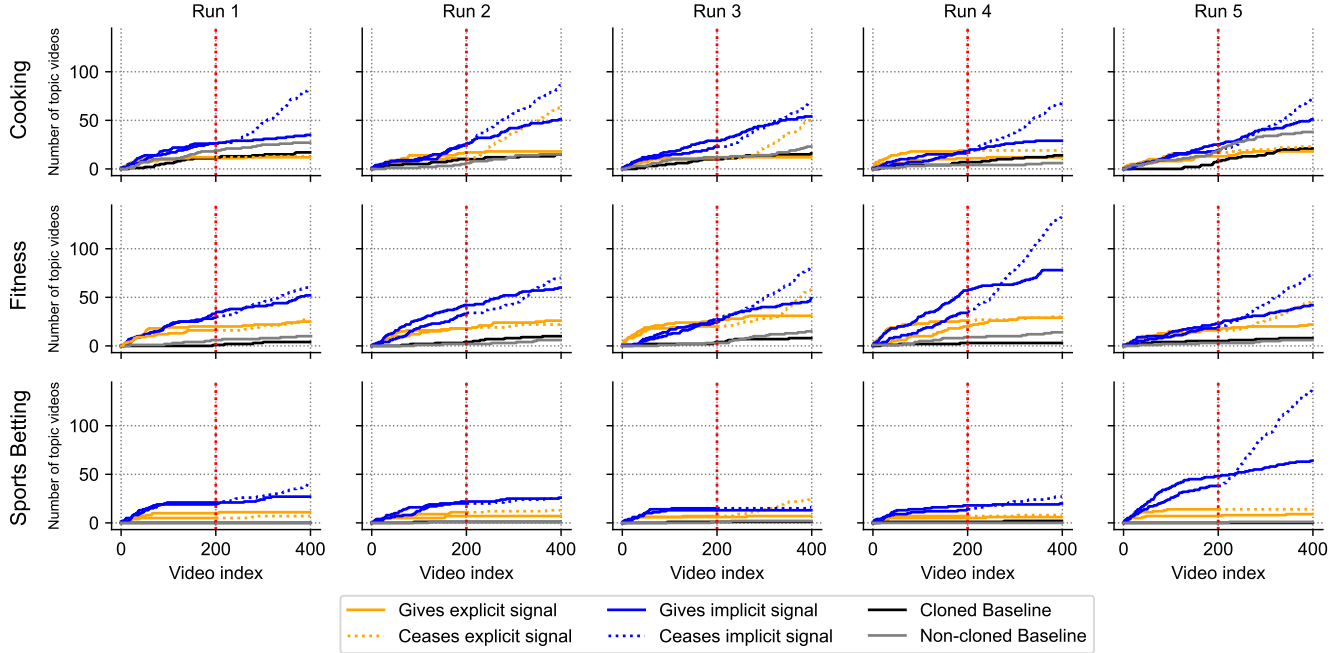 Run 1 Run 2 Run 3 Run 4 Run 5
Cooking
Number of topic videos
100
50
0
Fitness
Number of topic videos
100
50
0
Sports Betting
Number of topic videos
100
50
0
0 200 400 0 200 400 0 200 400 0 200 400 0 200 400
Video index Video index Video index Video index Video index
Gives explicit signal Gives implicit signal Cloned Baseline
Ceases explicit signal Ceases implicit signal Non-cloned Baseline